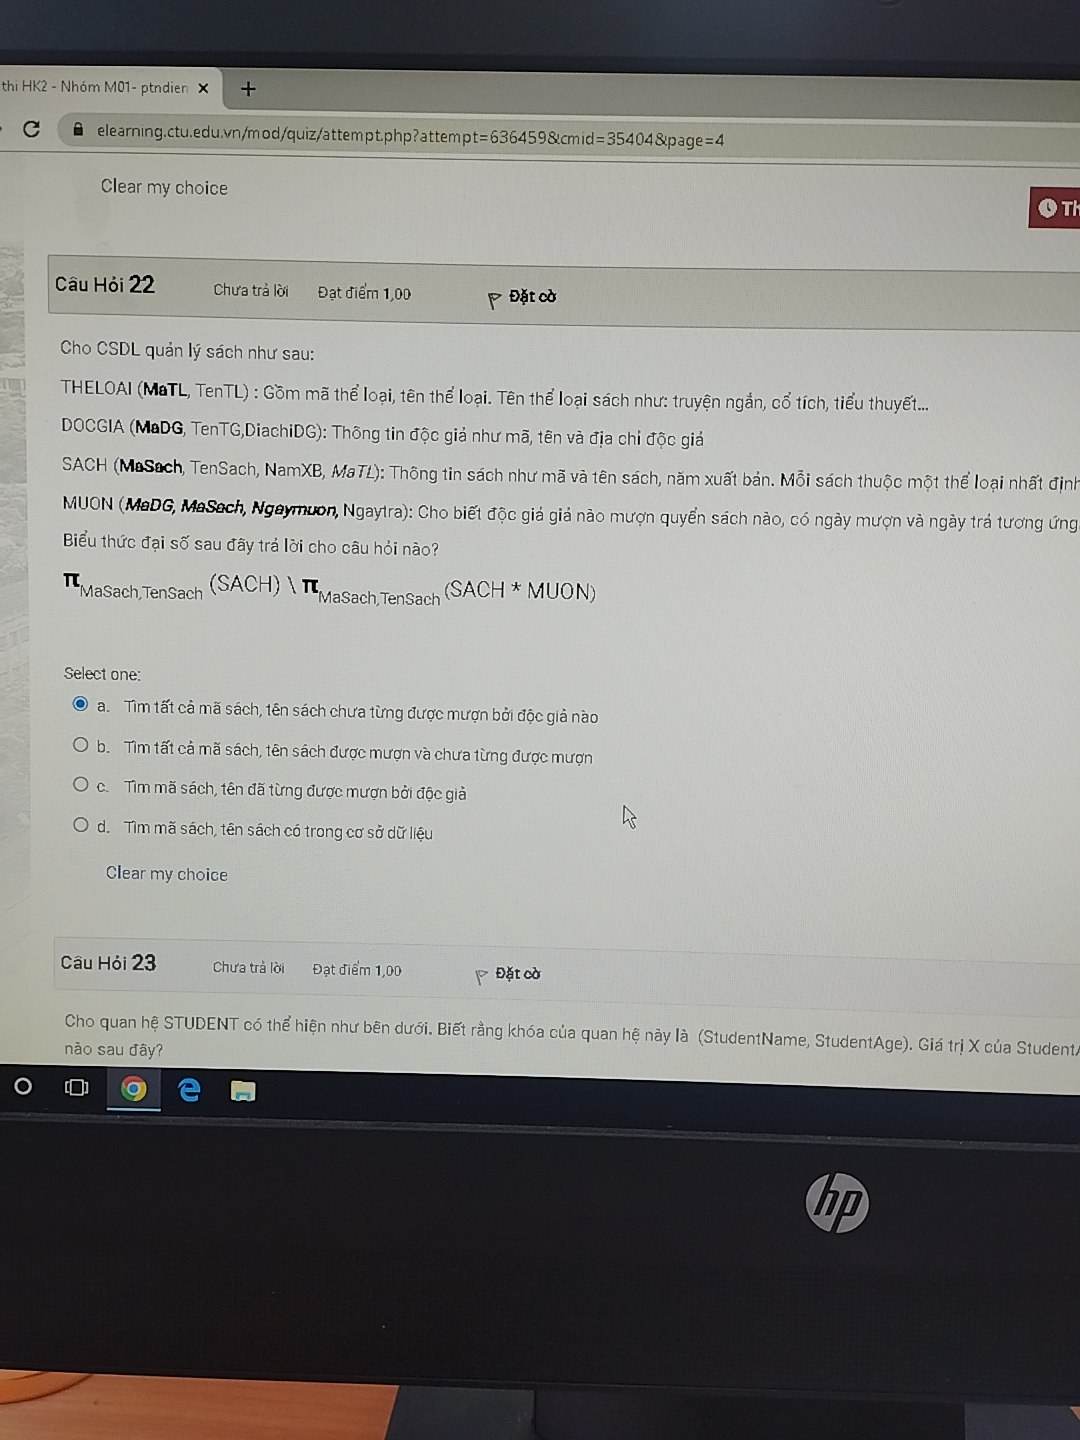 thi HK2 - Nhóm M01- ptndien
elearning.ctu.edu.vn/mod/quiz/attempt.php?attempt=636459&cmid=35404&page=4
Clear my choice
Th
Câu Hỏi 22 Chưa trả lời Đạt điểm 1,00 Đặt cờ
Cho CSDL quản lý sách như sau:
THELOAI (MaTL, TenTL) : Gồm mã thể loại, tên thể loại. Tên thể loại sách như: truyện ngắn, cổ tích, tiểu thuyết...
DOCGIA (MaDG, TenTG,DiachiDG): Thông tin độc giả như mã, tên và địa chỉ độc giả
SACH (MaSach, TenSach, NamXB, MaTL): Thông tin sách như mã và tên sách, năm xuất bản. Mỗi sách thuộc một thể loại nhất định
MUON (MaDG, MaSach, Ngaymuon, Ngaytra): Cho biết độc giả giả nào mượn quyển sách nào, có ngày mượn và ngày trả tương ứng.
Biểu thức đại số sau đây trả lời cho câu hỏi nào?
π MaSach,TenSach (SACH) \ π MaSach,TenSach (SACH * MUON)
Select one:
a. Tìm tất cả mã sách, tên sách chưa từng được mượn bởi độc giả nào
b. Tìm tất cả mã sách, tên sách được mượn và chưa từng được mượn
c. Tìm mã sách, tên đã từng được mượn bởi độc giả
d. Tìm mã sách, tên sách có trong cơ sở dữ liệu
Clear my choice
Câu Hỏi 23 Chưa trả lời Đạt điểm 1,00 Đặt cờ
Cho quan hệ STUDENT có thể hiện như bên dưới. Biết rằng khóa của quan hệ này là (StudentName, StudentAge). Giá trị X của Student
nào sau đây?
hp